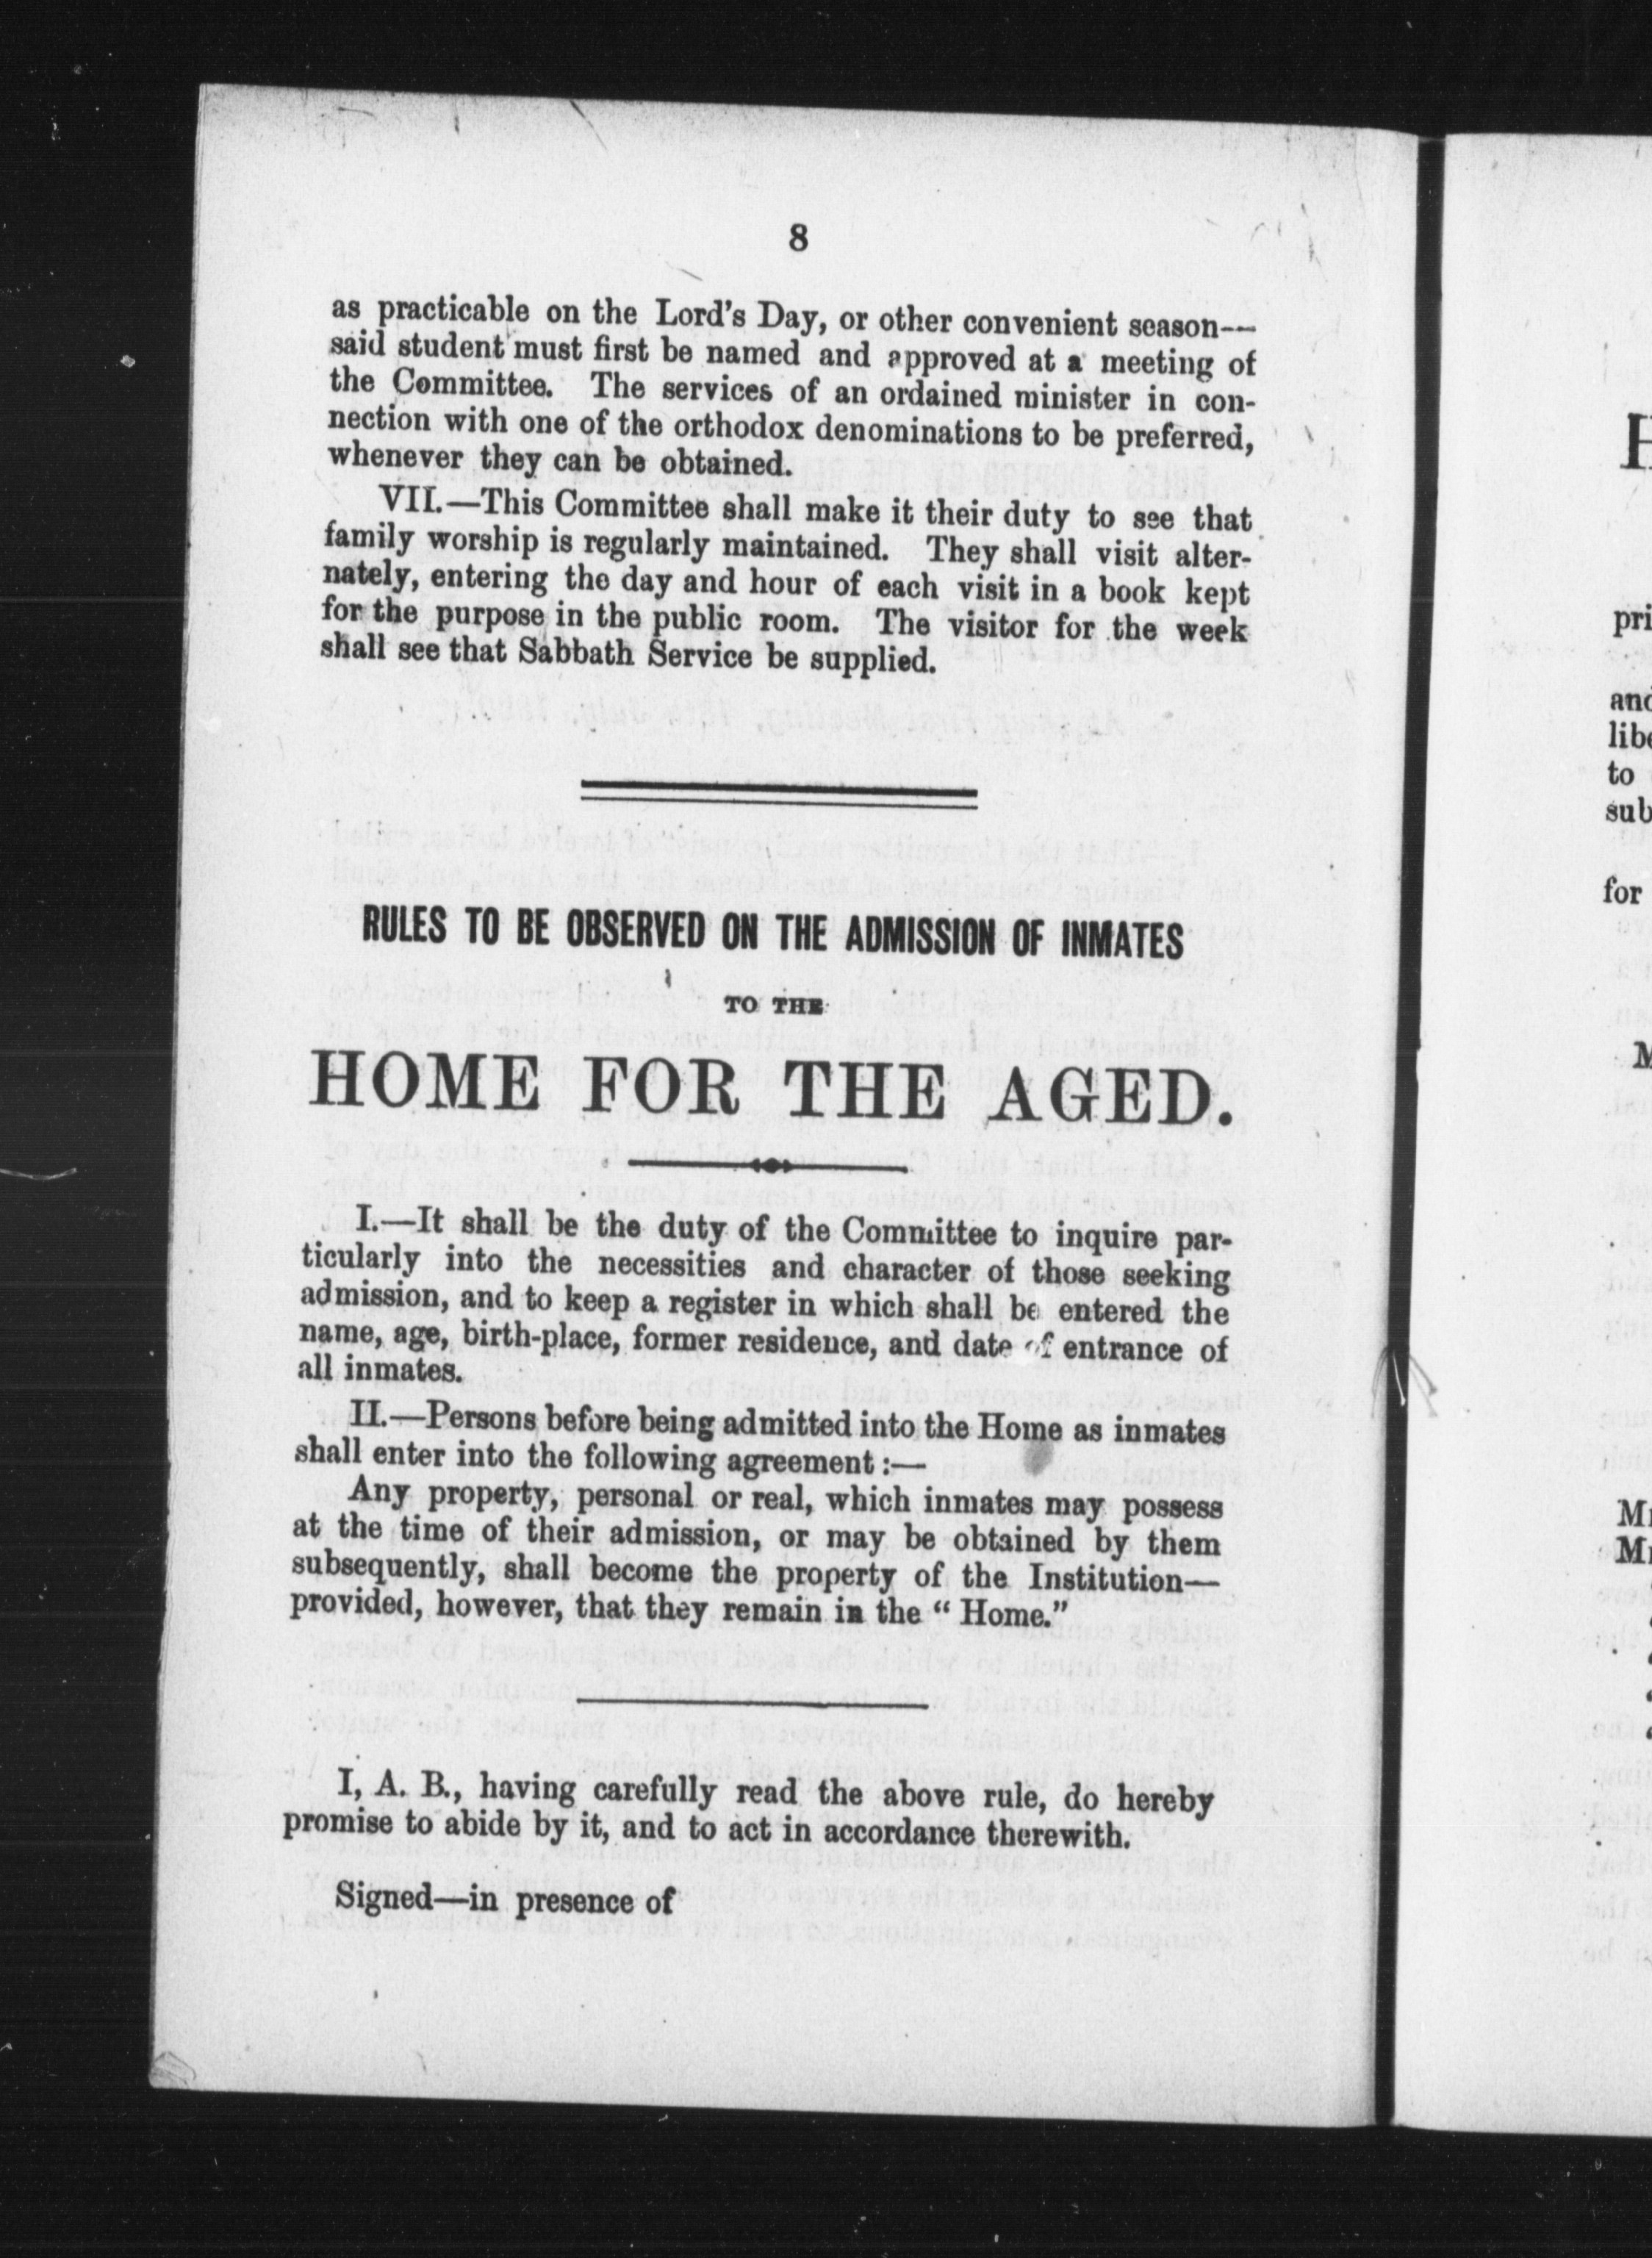 8
as practicable on the Lord's Day, or other convenient season—
said student must first be named and approved at a meeting of
the Committee. The services of an ordained minister in con-
nection with one of the orthodox denominations to be preferred,
whenever they can be obtained.
VII.—This Committee shall make it their duty to see that
family worship is regularly maintained. They shall visit alter-
nately, entering the day and hour of each visit in a book kept
for the purpose in the public room. The visitor for the week
shall see that Sabbath Service be supplied.
RULES TO BE OBSERVED ON THE ADMISSION OF INMATES
TO THE
HOME FOR THE AGED.
I.—It shall be the duty of the Committee to inquire par-
ticularly into the necessities and character of those seeking
admission, and to keep a register in which shall be entered the
name, age, birth-place, former residence, and date of entrance of
all inmates.
II.—Persons before being admitted into the Home as inmates
shall enter into the following agreement :—
Any property, personal or real, which inmates may possess
at the time of their admission, or may be obtained by them
subsequently, shall become the property of the Institution—
provided, however, that they remain in the " Home."
I, A. B., having carefully read the above rule, do hereby
promise to abide by it, and to act in accordance therewith.
Signed—in presence of
to
for